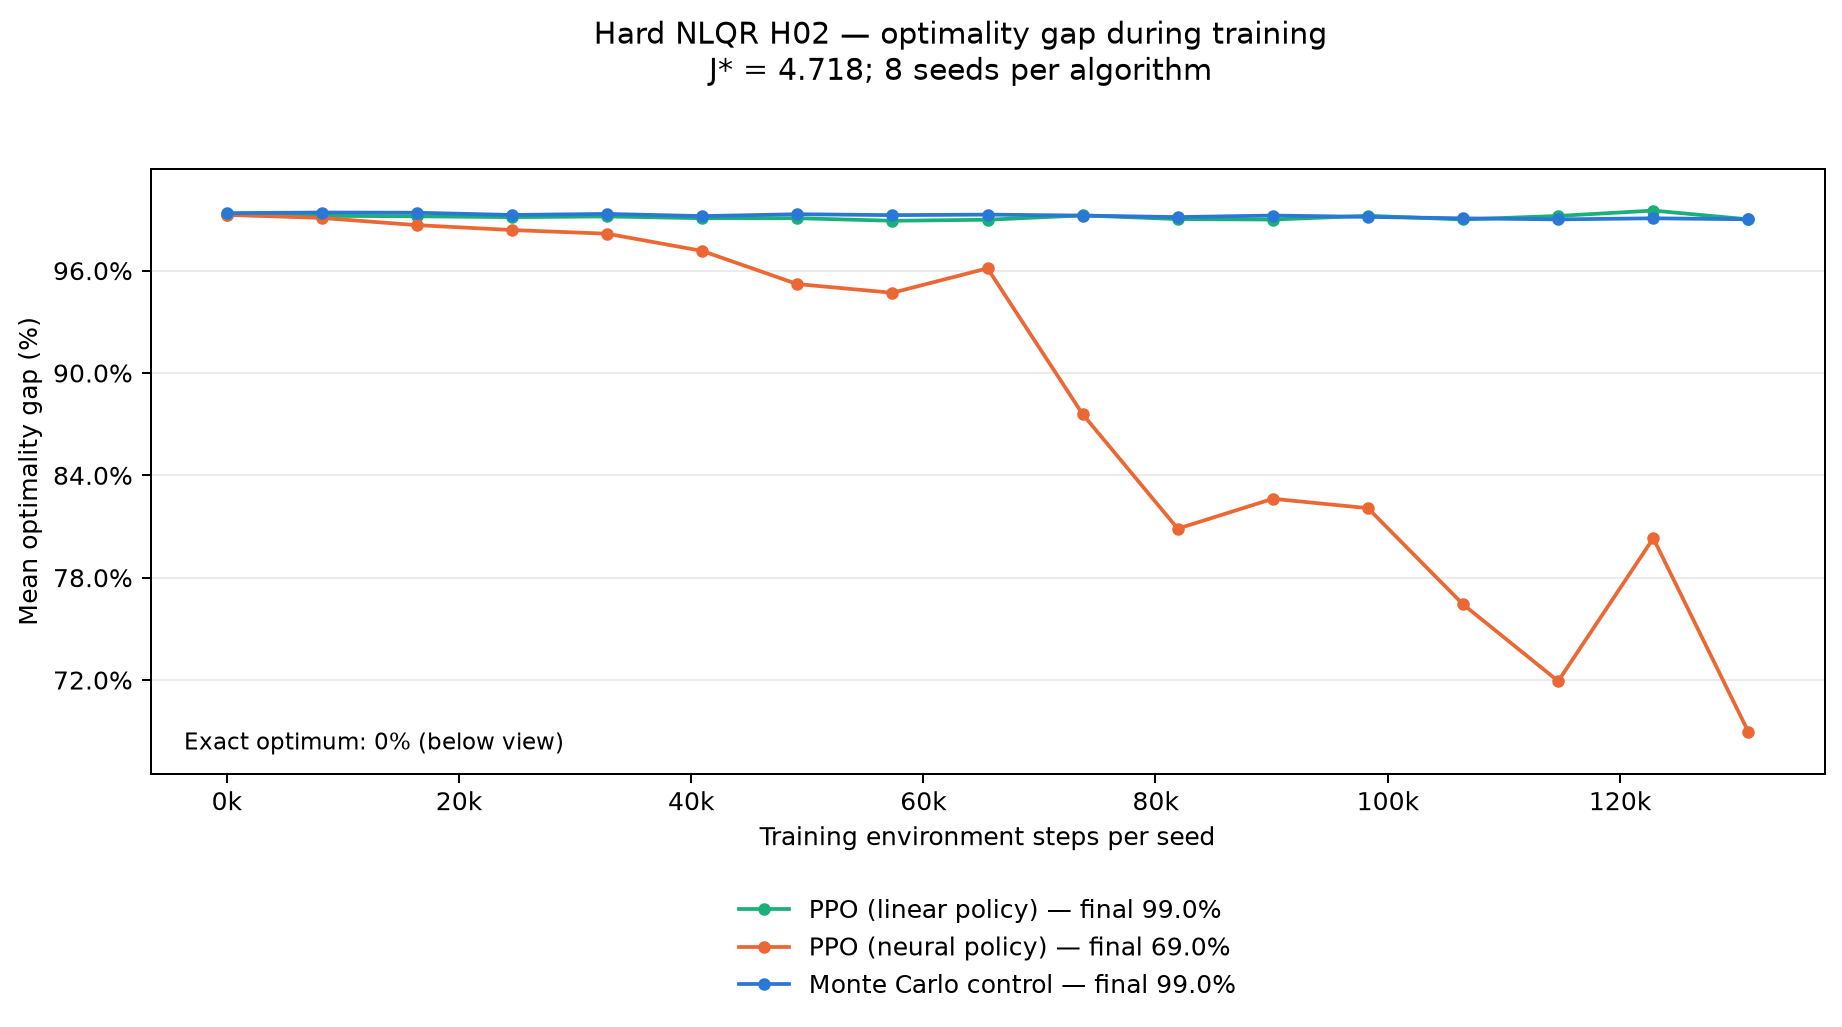 Hard NLQR H02 — optimality gap during training
J* = 4.718; 8 seeds per algorithm
Mean optimality gap (%)
96.0%
90.0%
84.0%
78.0%
72.0%
Exact optimum: 0% (below view)
0k 20k 40k 60k 80k 100k 120k
Training environment steps per seed
PPO (linear policy) — final 99.0%
PPO (neural policy) — final 69.0%
Monte Carlo control — final 99.0%